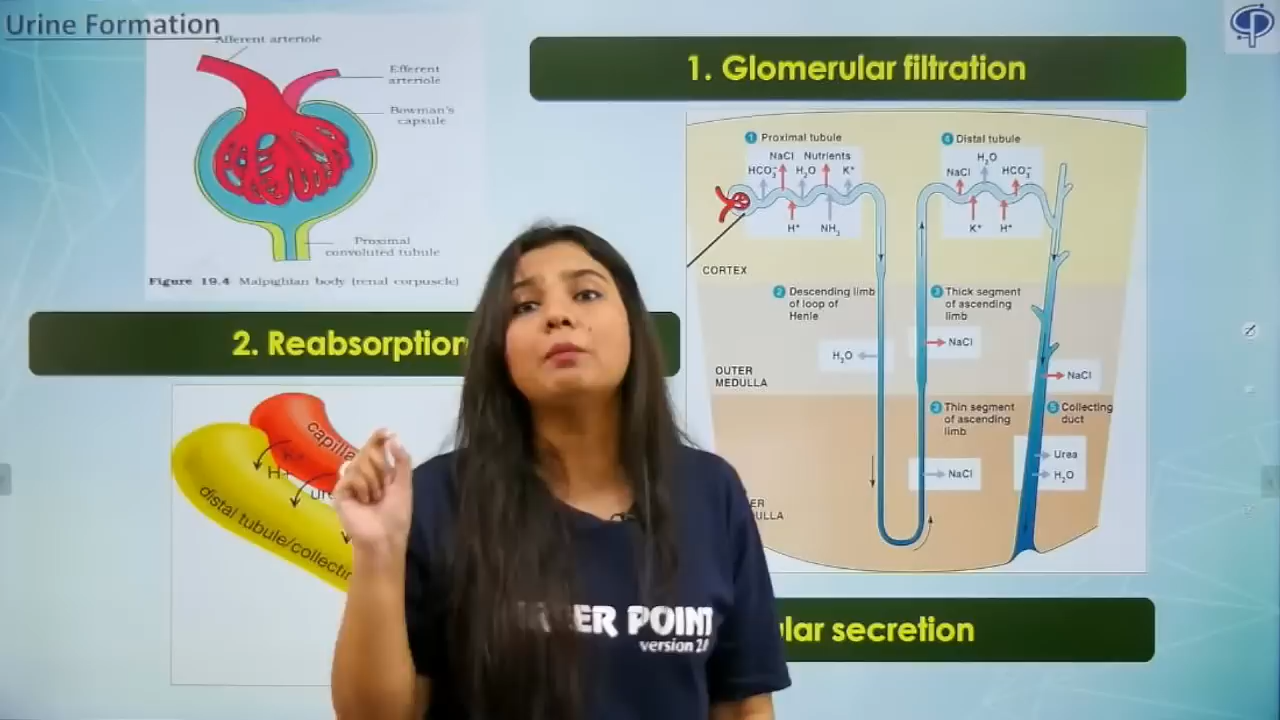 Urine Formation
Afferent arteriole
Efferent
arteriole
Bowman's
capsule
Proximal
convoluted tubule
Figure 19.4 Malpighian body (renal corpuscle)
1. Glomerular filtration
1 Proximal tubule
NaCl Nutrients
HCO₃⁻ H₂O K⁺
H⁺ NH₃
4 Distal tubule
H₂O
NaCl HCO₃⁻
K⁺ H⁺
CORTEX
2 Descending limb
of loop of
Henle
3 Thick segment
of ascending
limb
NaCl
H₂O
OUTER
MEDULLA
NaCl
3 Thin segment
of ascending
limb
5 Collecting
duct
Urea
H₂O
NaCl
2. Reabsorption
distal tubule/collectin
H+
LASER POINT
version 2.0
secretion